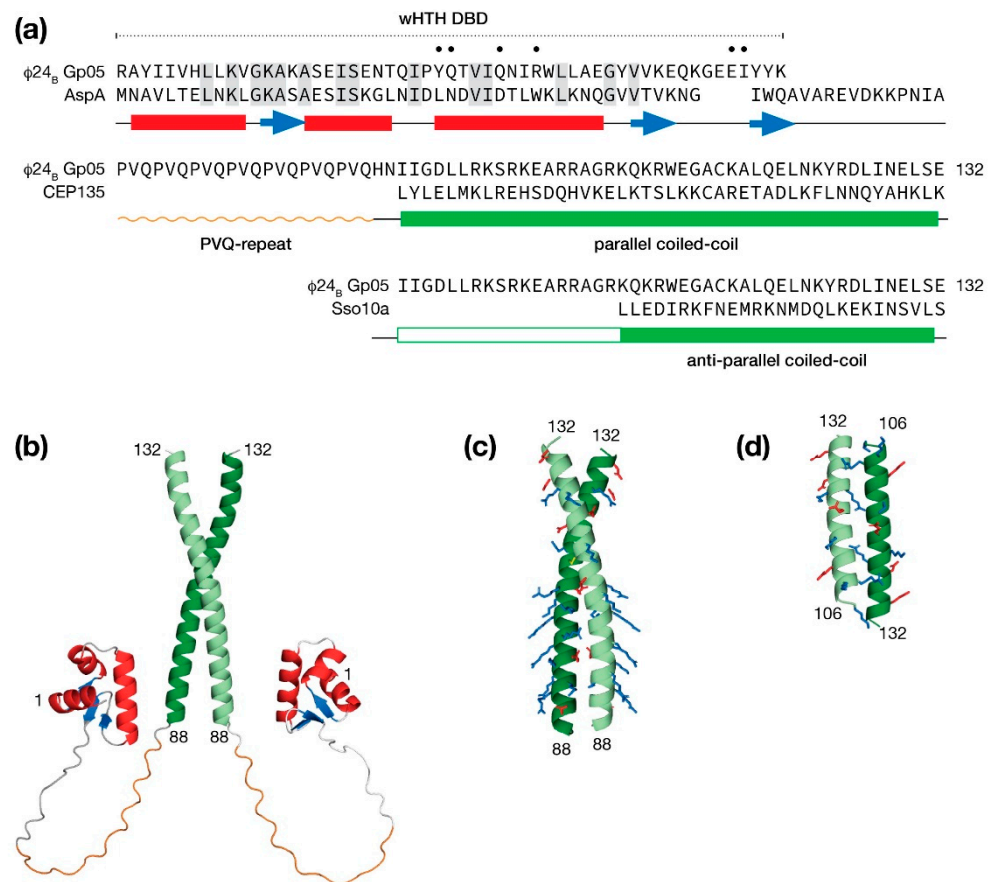 (a)
wHTH DBD
ϕ24B Gp05 RAYIIVHLLKVGKAKASEISENTQIPYQTVIQNIRWLLAEGYVVKEQKGEEIYYK
AspA MNAVLTELNKLGKASAESISKGLNIDLNDVIDTLWKLKNQGVVTVKNG IWQAVAREVDKKPNIA
ϕ24B Gp05 PVQPVQPVQPVQPVQPVQPVQPVQHNIIGDLLRKSRKEARRAGRKQKRWEGACKALQELNKYRDLINELSE 132
CEP135 LYLELMKLREHSDQHVKELKTSLKKCARETADLKFLNNQYAHKLK
PVQ-repeat parallel coiled-coil
ϕ24B Gp05 IIGDLLRKSRKEARRAGRKQKRWEGACKALQELNKYRDLINELSE 132
Sso10a LLEDIRKFNEMRKNMDQLKEKINSVLS
anti-parallel coiled-coil
(b) (c) (d)
132 132
132 132
132 106
1 1
88 88
88 88
106 132